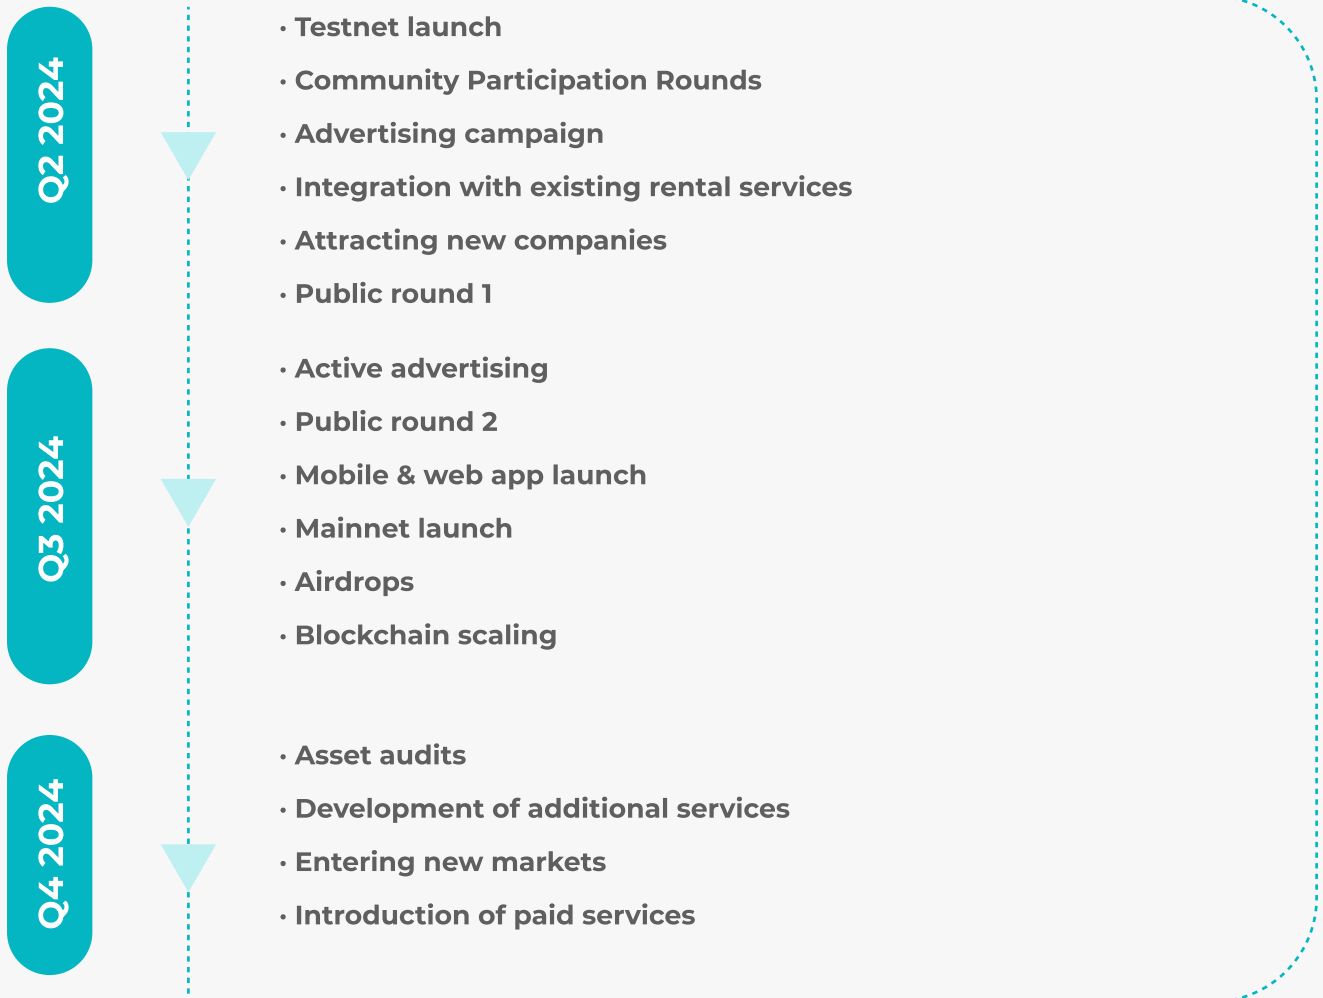 Q2 2024
• Testnet launch
• Community Participation Rounds
• Advertising campaign
• Integration with existing rental services
• Attracting new companies
• Public round 1
Q3 2024
• Active advertising
• Public round 2
• Mobile & web app launch
• Mainnet launch
• Airdrops
• Blockchain scaling
Q4 2024
• Asset audits
• Development of additional services
• Entering new markets
• Introduction of paid services